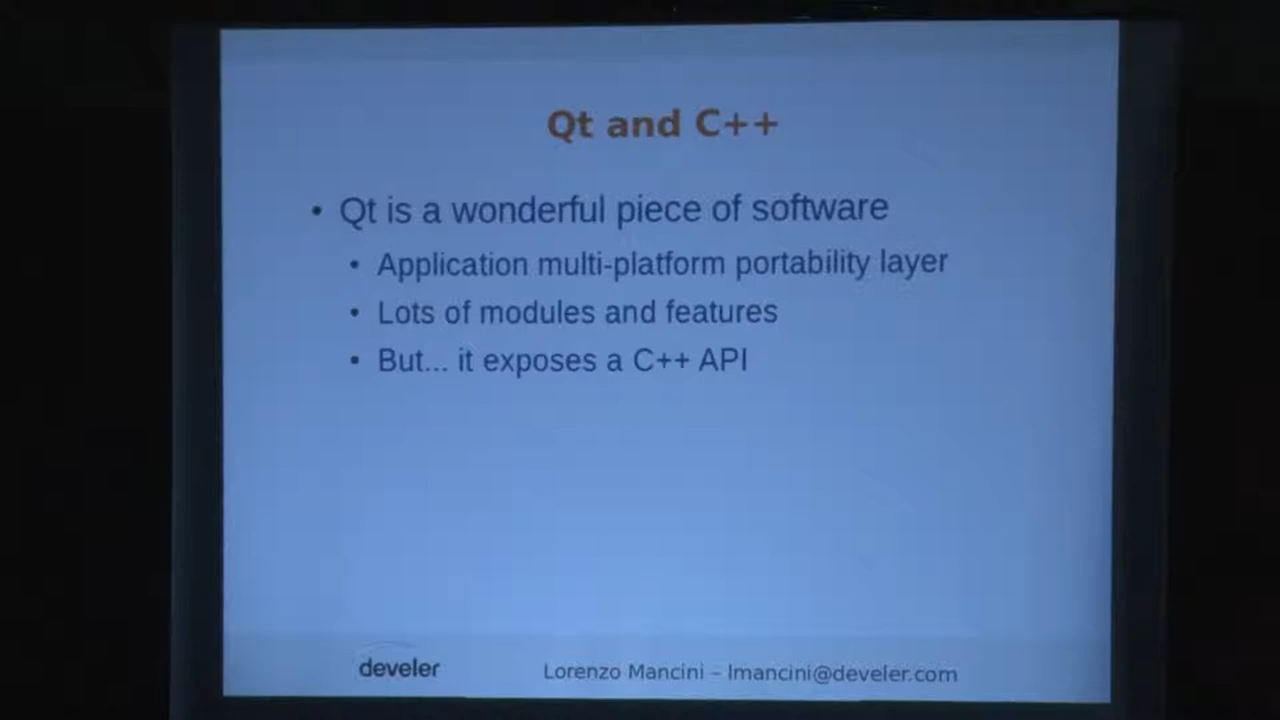 Qt and C++
• Qt is a wonderful piece of software
• Application multi-platform portability layer
• Lots of modules and features
• But... it exposes a C++ API
develer
Lorenzo Mancini – lmancini@develer.com